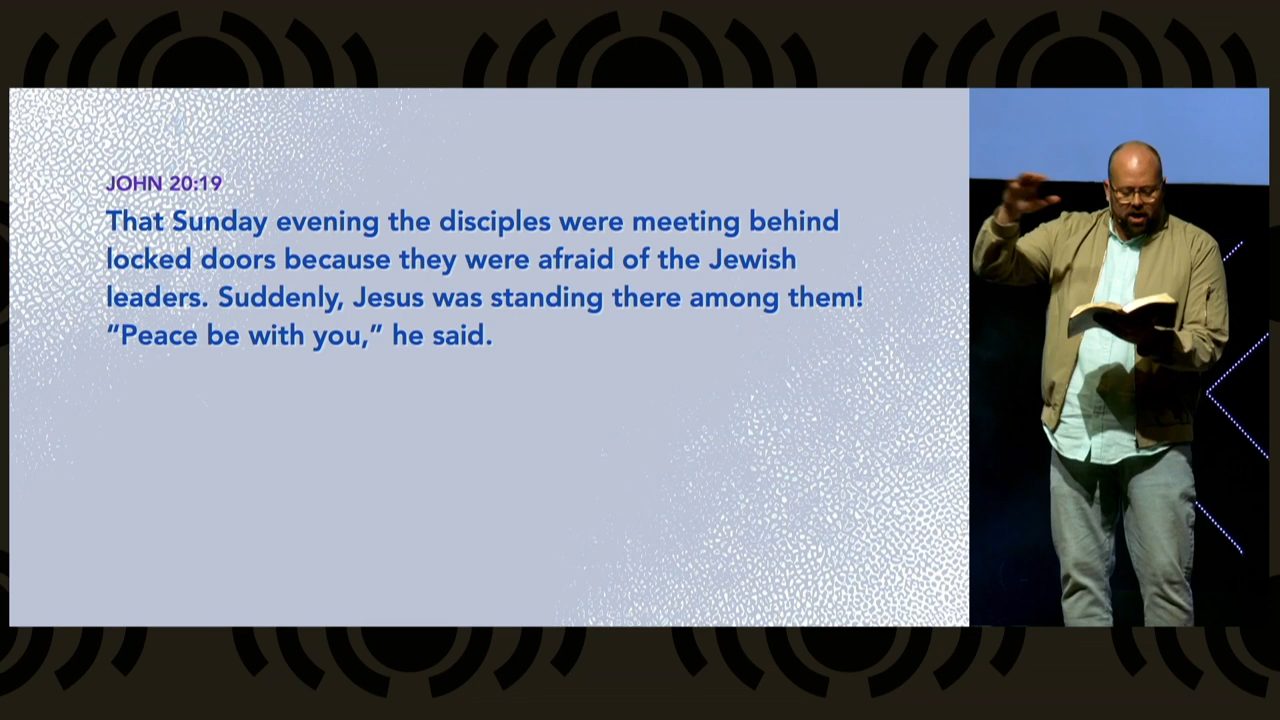 JOHN 20:19
That Sunday evening the disciples were meeting behind
locked doors because they were afraid of the Jewish
leaders. Suddenly, Jesus was standing there among them!
“Peace be with you,” he said.